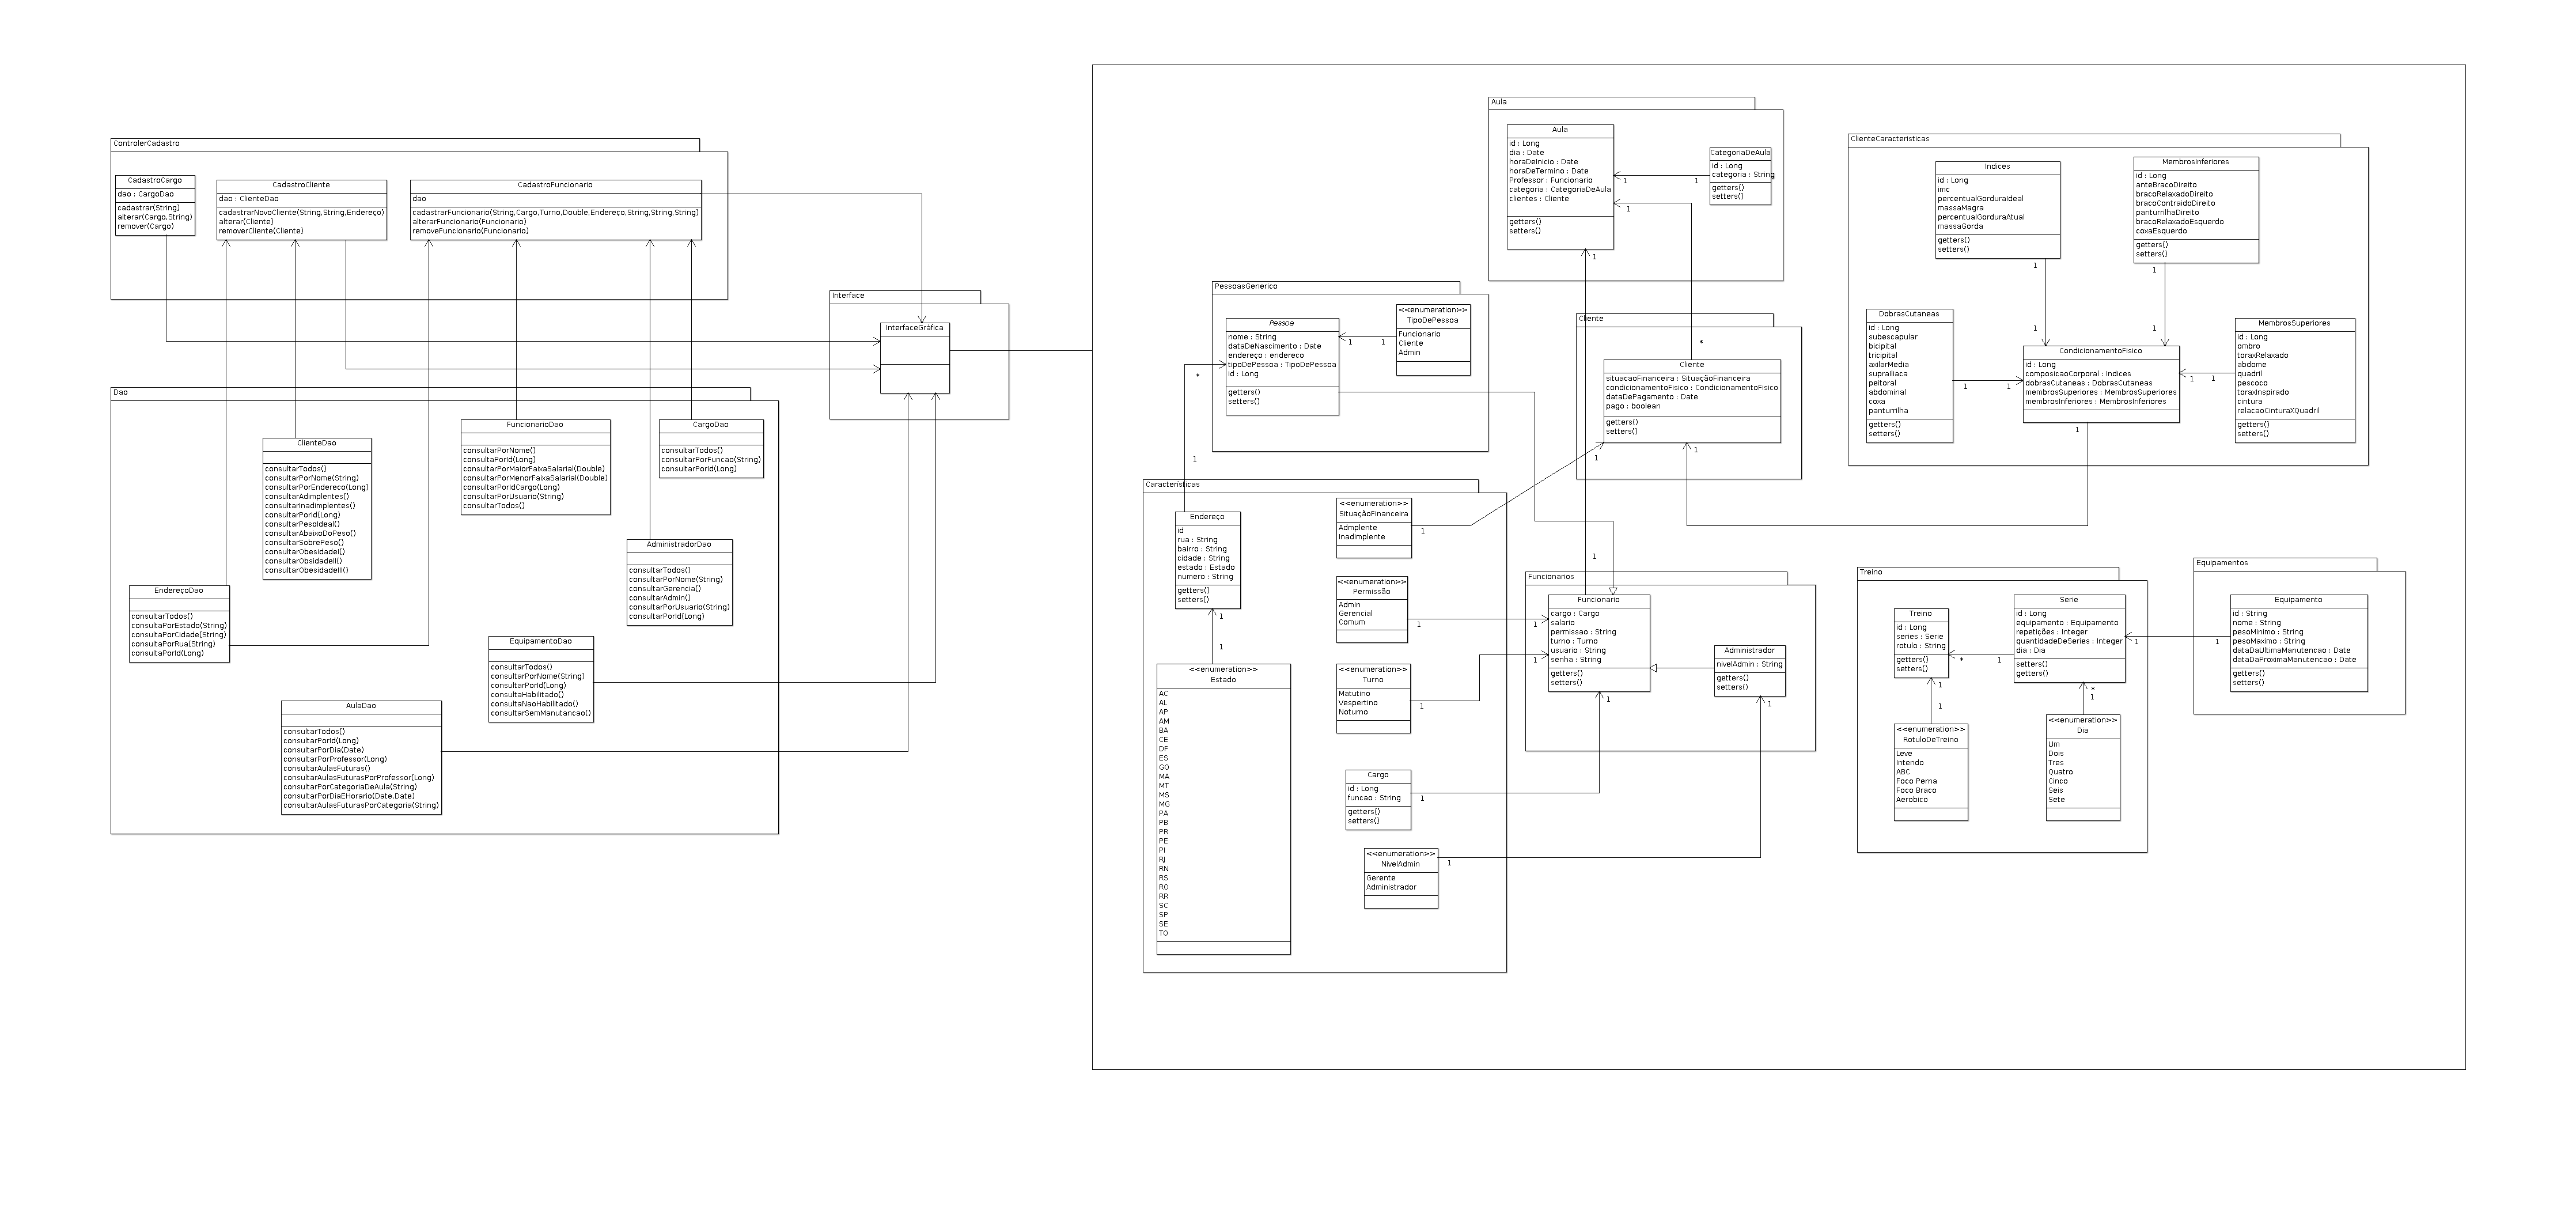 ControlerCadastro
CadastroCargo
dao : CargoDao
cadastrar(String)
alterar(Cargo,String)
remover(Cargo)
CadastroCliente
dao : ClienteDao
cadastrarNovoCliente(String,String,Endereço)
alterar(Cliente)
removerCliente(Cliente)
CadastroFuncionario
dao
cadastrarFuncionario(String,Cargo,Turno,Double,Endereço,String,String,String)
alterarFuncionario(Funcionario)
removeFuncionario(Funcionario)
Interface
InterfaceGráfica
Dao
ClienteDao
consultarTodos()
consultarPorNome(String)
consultarPorEndereco(Long)
consultarAdimplentes()
consultarInadimplentes()
consultarPorId(Long)
consultarPesoIdeal()
consultarAbaixoDoPeso()
consultarSobrePeso()
consultarObesidadeI()
consultarObsidadeII()
consultarObesidadeIII()
FuncionarioDao
consultarPorNome()
consultaPorId(Long)
consultarPorMaiorFaixaSalarial(Double)
consultarPorMenorFaixaSalarial(Double)
consultarPorIdCargo(Long)
consultarPorUsuario(String)
consultarTodos()
CargoDao
consultarTodos()
consultarPorFuncao(String)
consultarPorId(Long)
AdministradorDao
consultarTodos()
consultarPorNome(String)
consultarGerencia()
consultarAdmin()
consultarPorUsuario(String)
consultarPorId(Long)
EndereçoDao
consultarTodos()
consultaPorEstado(String)
consultaPorCidade(String)
consultaPorRua(String)
consultaPorId(Long)
EquipamentoDao
consultarTodos()
consultarPorNome(String)
consultarPorId(Long)
consultaHabilitado()
consultaNaoHabilitado()
consultarSemManutancao()
AulaDao
consultarTodos()
consultarPorId(Long)
consultarPorDia(Date)
consultarPorProfessor(Long)
consultarAulasFuturas()
consultarAulasFuturasPorProfessor(Long)
consultarPorCategoriaDeAula(String)
consultarPorDiaEHorario(Date,Date)
consultarAulasFuturasPorCategoria(String)
Aula
Aula
id : Long
dia : Date
horaDeInicio : Date
horaDeTermino : Date
Professor : Funcionario
categoria : CategoriaDeAula
clientes : Cliente
getters()
setters()
CategoriaDeAula
id : Long
categoria : String
getters()
setters()
1
1
1
1
PessoasGenerico
Pessoa
nome : String
dataDeNascimento : Date
endereço : endereco
tipoDePessoa : TipoDePessoa
id : Long
getters()
setters()
<<enumeration>>
TipoDePessoa
Funcionario
Cliente
Admin
1
1
*
1
Cliente
*
Cliente
situacaoFinanceira : SituaçãoFinanceira
condicionamentoFisico : CondicionamentoFisico
dataDePagamento : Date
pago : boolean
getters()
setters()
1
1
ClienteCaracteristicas
Indices
id : Long
imc
percentualGorduraIdeal
massaMagra
percentualGorduraAtual
massaGorda
getters()
setters()
1
1
MembrosInferiores
id : Long
anteBracoDireito
bracoRelaxadoDireito
bracoContraidoDireito
panturrilhaDireito
bracoRelaxadoEsquerdo
coxaEsquerdo
getters()
setters()
1
1
DobrasCutaneas
id : Long
subescapular
bicipital
tricipital
axilarMedia
supralliaca
peitoral
abdominal
coxa
panturrilha
getters()
setters()
1
1
CondicionamentoFisico
id : Long
composicaoCorporal : Indices
dobrasCutaneas : DobrasCutaneas
membrosSuperiores : MembrosSuperiores
membrosInferiores : MembrosInferiores
1
1
1
MembrosSuperiores
id : Long
ombro
toraxRelaxado
abdome
quadril
pescoco
toraxInspirado
cintura
relacaoCinturaXQuadril
getters()
setters()
Características
Endereço
id
rua : String
bairro : String
cidade : String
estado : Estado
numero : String
getters()
setters()
1
1
<<enumeration>>
Estado
AC
AL
AP
AM
BA
CE
DF
ES
GO
MA
MT
MS
MG
PA
PB
PR
PE
PI
RJ
RN
RS
RO
RR
SC
SP
SE
TO
<<enumeration>>
SituaçãoFinanceira
Admplente
Inadimplente
1
<<enumeration>>
Permissão
Admin
Gerencial
Comum
1
<<enumeration>>
Turno
Matutino
Vespertino
Noturno
1
Cargo
id : Long
funcao : String
getters()
setters()
1
<<enumeration>>
NivelAdmin
Gerente
Administrador
1
Funcionarios
1
Funcionario
cargo : Cargo
salario
permissao : String
turno : Turno
usuario : String
senha : String
getters()
setters()
1
1
1
Administrador
nivelAdmin : String
getters()
setters()
1
Treino
Treino
id : Long
series : Serie
rotulo : String
getters()
setters()
*
1
1
1
<<enumeration>>
RotuloDeTreino
Leve
Intendo
ABC
Foco Perna
Foco Braco
Aerobico
Serie
id : Long
equipamento : Equipamento
repetições : Integer
quantidadeDeSeries : Integer
dia : Dia
setters()
getters()
*
1
<<enumeration>>
Dia
Um
Dois
Tres
Quatro
Cinco
Seis
Sete
1
1
Equipamentos
Equipamento
id : String
nome : String
pesoMinimo : String
pesoMaximo : String
dataDaUltimaManutencao : Date
dataDaProximaManutencao : Date
getters()
setters()